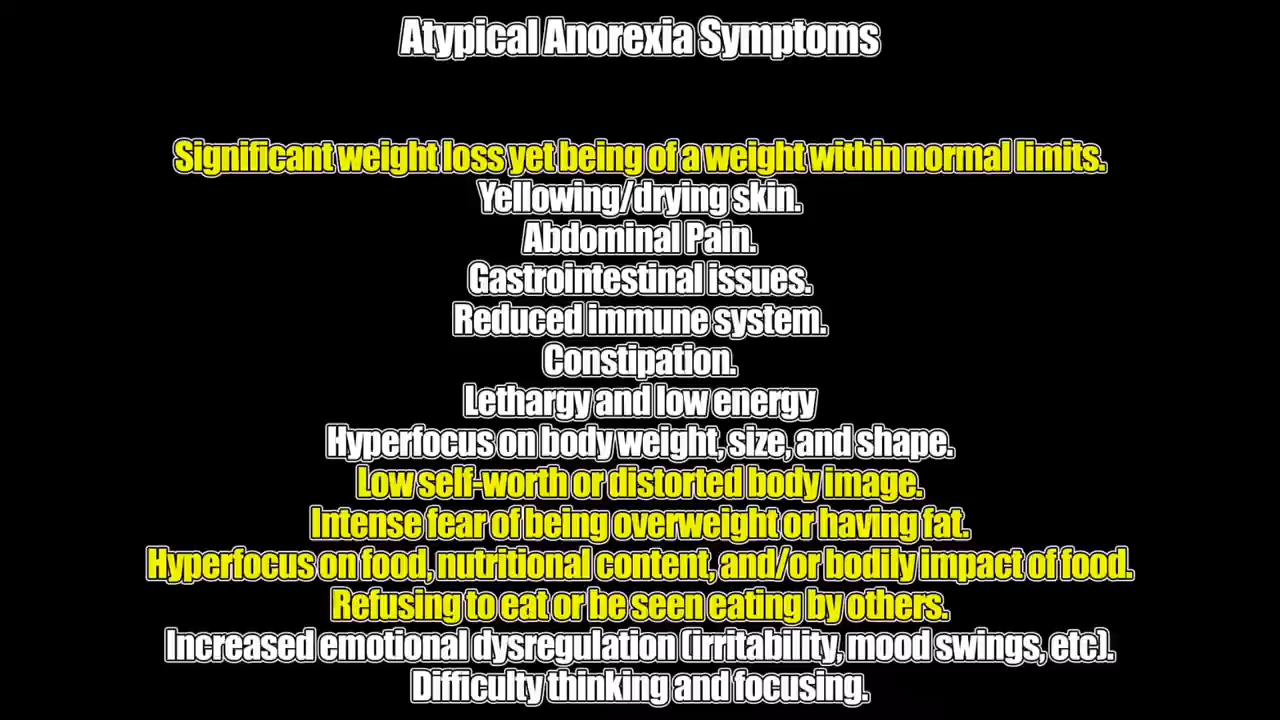 Atypical Anorexia Symptoms
Significant weight loss yet being of a weight within normal limits.
Yellowing/drying skin.
Abdominal Pain.
Gastrointestinal issues.
Reduced immune system.
Constipation.
Lethargy and low energy
Hyperfocus on body weight, size, and shape.
Low self-worth or distorted body image.
Intense fear of being overweight or having fat.
Hyperfocus on food, nutritional content, and/or bodily impact of food.
Refusing to eat or be seen eating by others.
Increased emotional dysregulation (irritability, mood swings, etc).
Difficulty thinking and focusing.